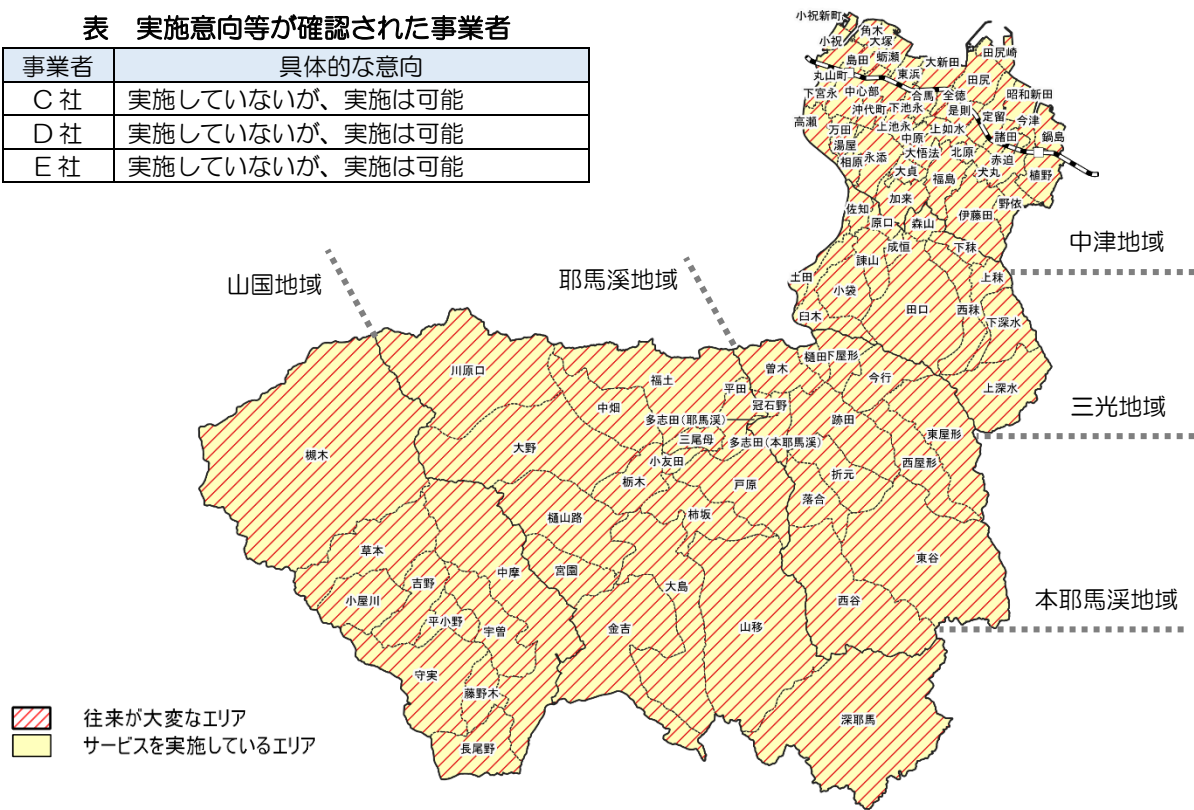 表 実施意向等が確認された事業者
事業者 具体的な意向
C社 実施していないが、実施は可能
D社 実施していないが、実施は可能
E社 実施していないが、実施は可能
小祝新町
小祝
角木
大塚
島田
蛎瀬
大新田
田尻崎
丸山町
東浜
田尻
下宮永
中心部
合馬
全徳
昭和新田
高瀬
沖代町
下池永
是則
定留
今津
万田
上池永
上如水
諸田
鍋島
湯屋
中原
相原
永添
大悟法
北原
赤迫
大貞
福島
犬丸
植野
加来
佐知
野依
原口
森山
伊藤田
成恒
下秣
中津地域
諫山
上秣
土田
小袋
田口
西秣
臼木
下深水
上深水
三光地域
山国地域
耶馬溪地域
川原口
曽木
樋田
下屋形
今行
福土
平田
冠石野
中畑
多志田(耶馬溪)
跡田
東屋形
大野
三尾母
多志田(本耶馬溪)
槻木
小友田
西屋形
栃木
戸原
折元
落合
樋山路
柿坂
東谷
草本
中摩
宮園
吉野
大島
小屋川
西谷
本耶馬溪地域
平小野
宇曽
金吉
山移
守実
藤野木
深耶馬
長尾野
往来が大変なエリア
サービスを実施しているエリア